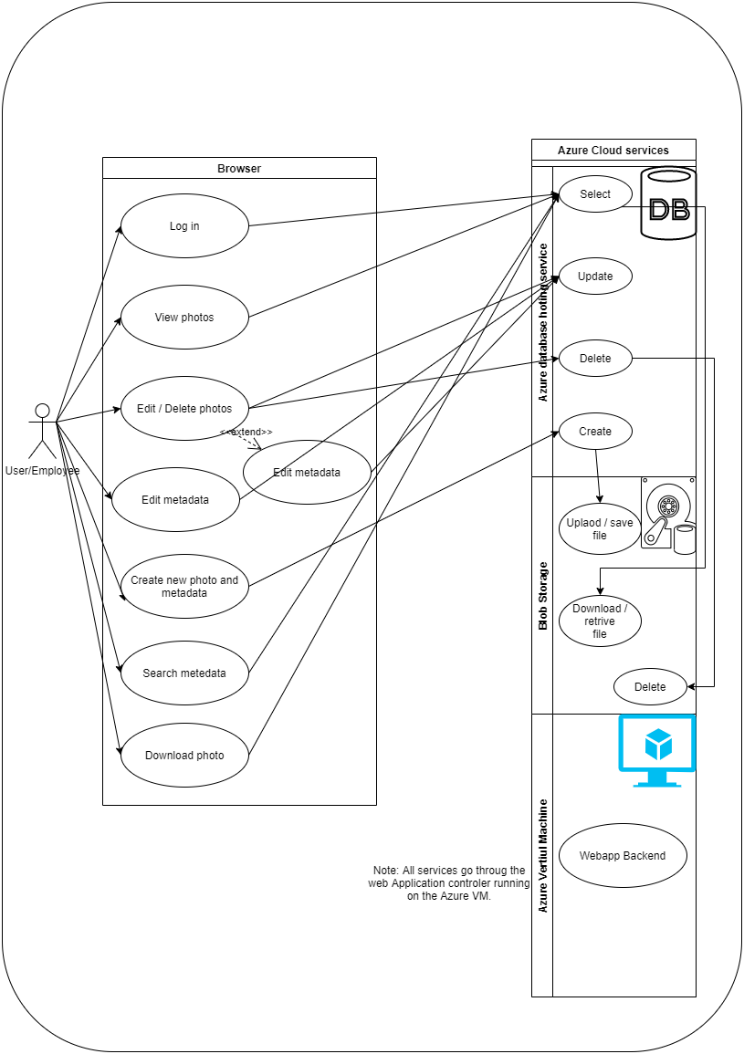 Azure Cloud services
Browser
Log in
View photos
Edit / Delete photos
<<extend>>
Edit metadata
Edit metadata
Create new photo and
metadata
Search metedata
Download photo
User/Employee
Azure database hoting service
Select
DB
Update
Delete
Create
Blob Storage
Uplaod / save
file
Download /
retrive
file
Delete
Azure Vertiul Machine
Webapp Backend
Note: All services go throug the
web Application controler running
on the Azure VM.